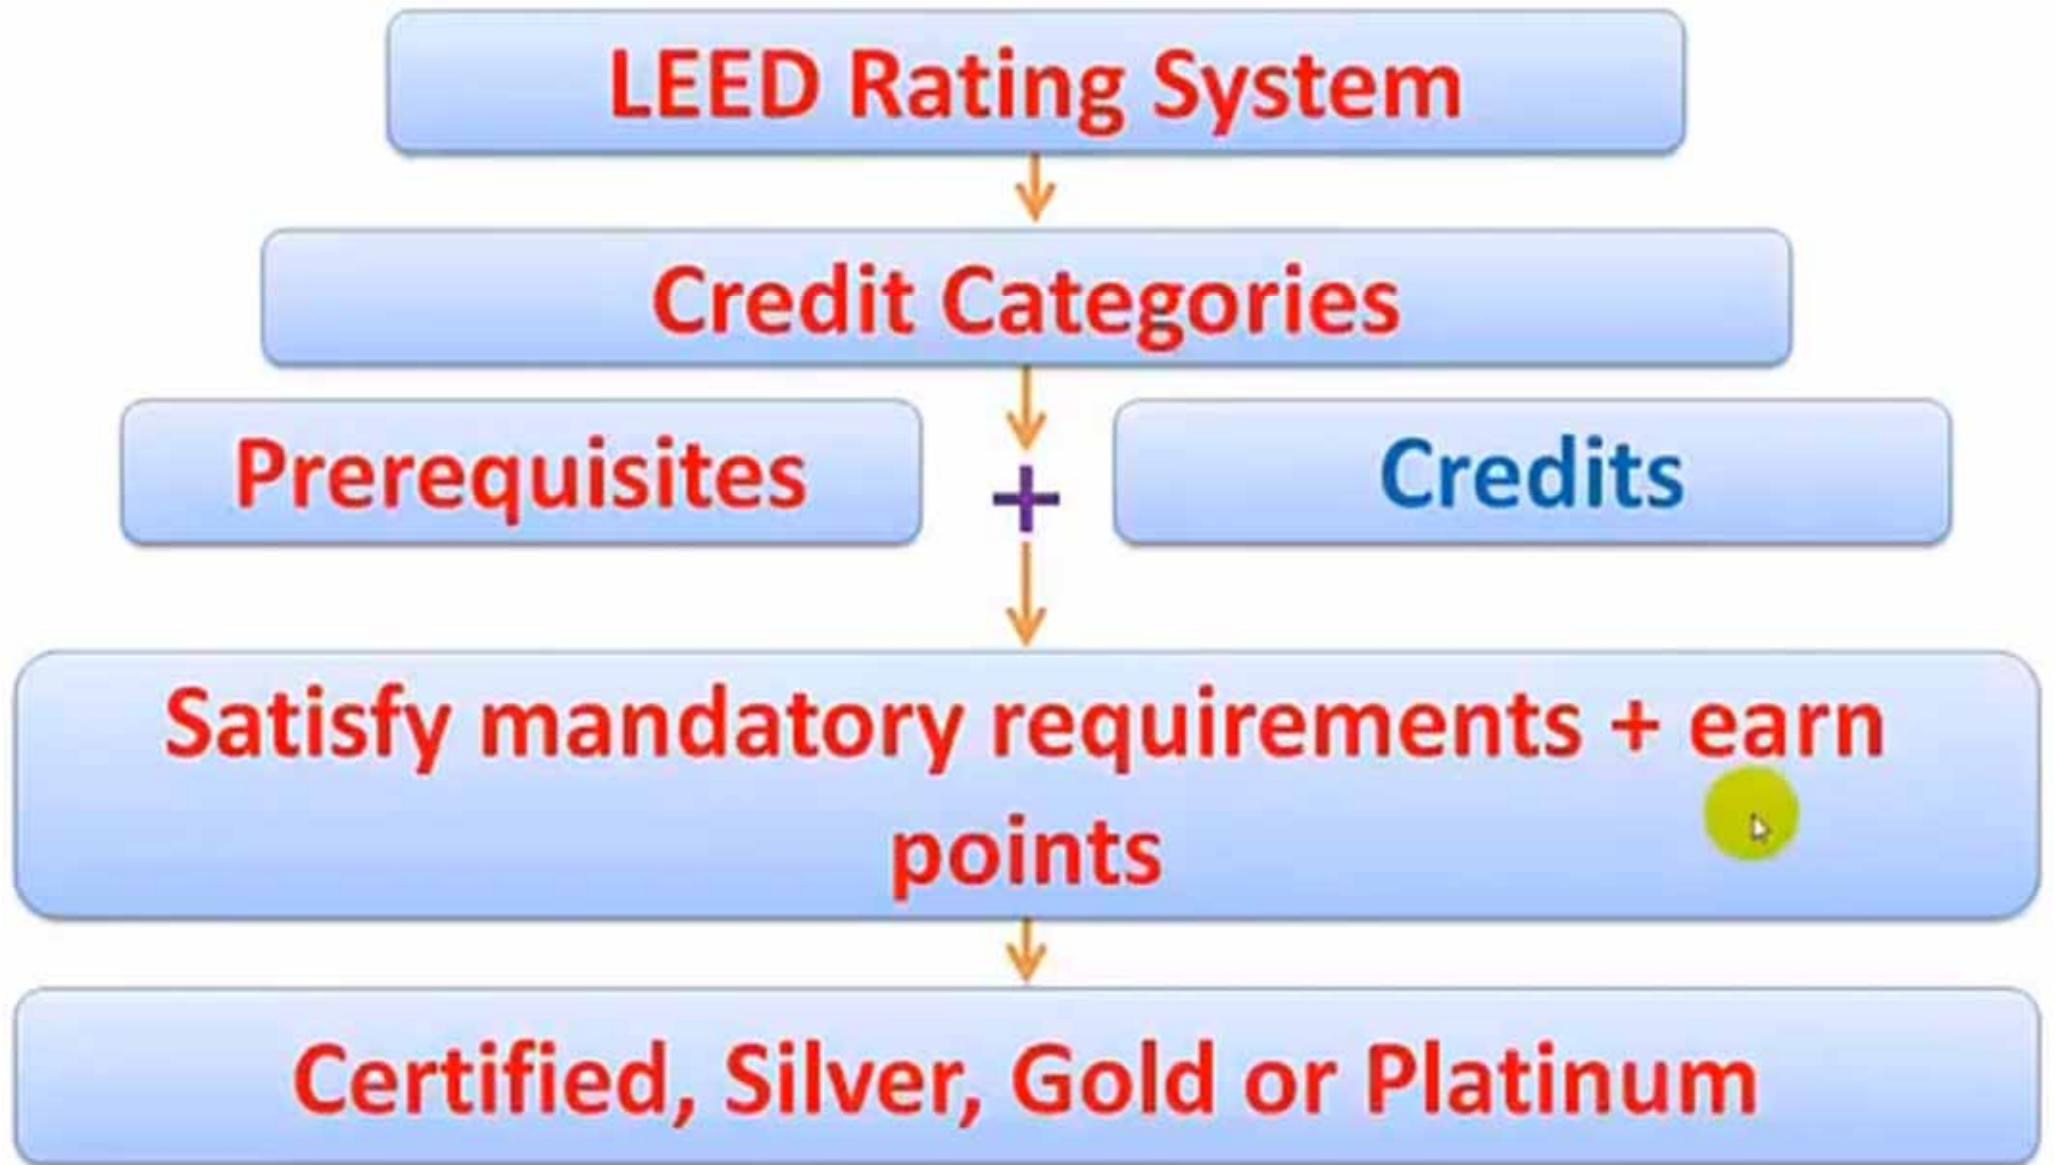 LEED Rating System
Credit Categories
Prerequisites
+
Credits
Satisfy mandatory requirements + earn
points
Certified, Silver, Gold or Platinum